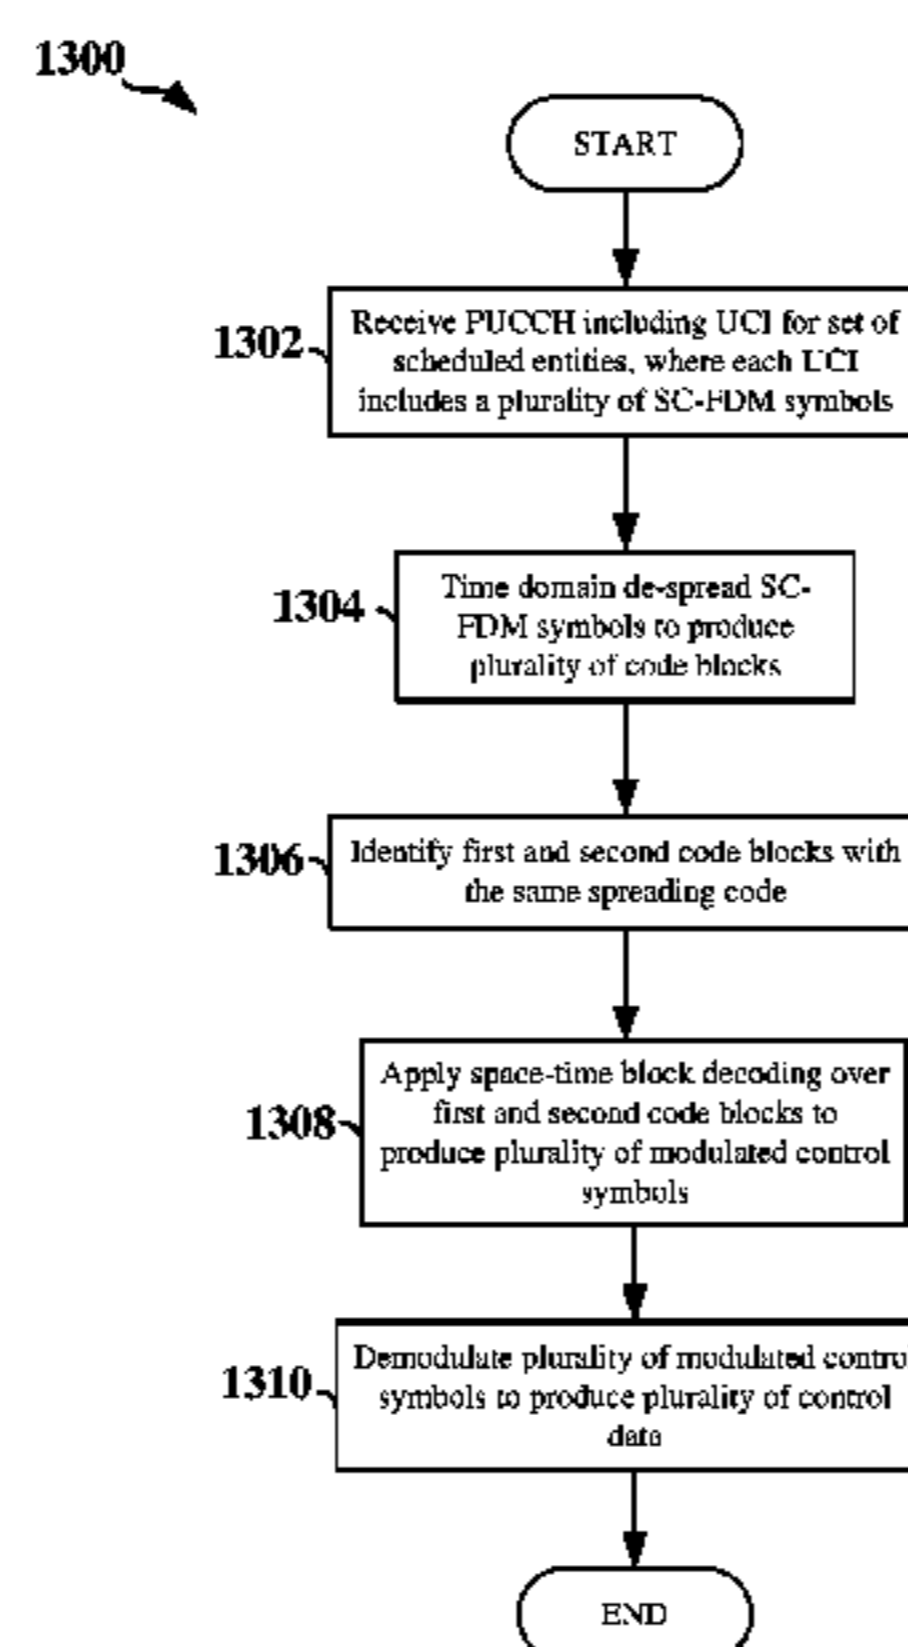 1300
START
1302
Receive PUCCH including UCI for set of
scheduled entities, where each UCI
includes a plurality of SC-FDM symbols
1304
Time domain de-spread SC-
FDM symbols to produce
plurality of code blocks
1306
Identify first and second code blocks with
the same spreading code
1308
Apply space-time block decoding over
first and second code blocks to
produce plurality of modulated control
symbols
1310
Demodulate plurality of modulated control
symbols to produce plurality of control
data
END